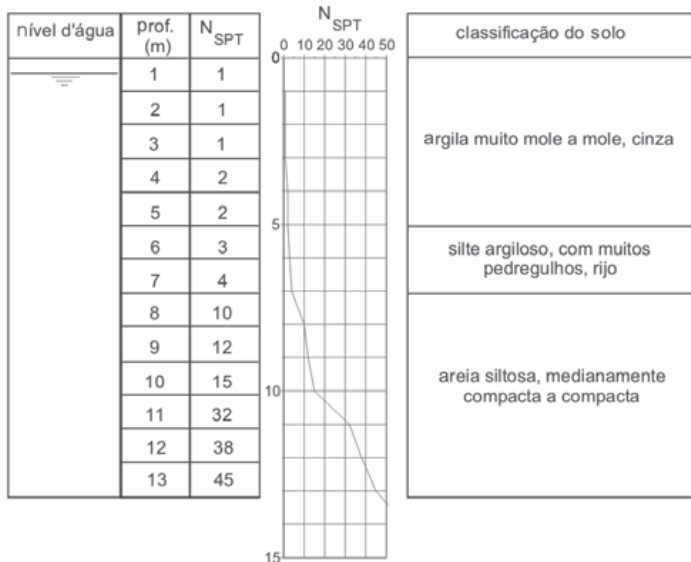 nível d'água
prof.
(m)
N
SPT
N
SPT
0 10 20 30 40 50
classificação do solo
1 1
2 1
3 1
4 2
5 2
6 3
7 4
8 10
9 12
10 15
11 32
12 38
13 45
0
5
10
15
argila muito mole a mole, cinza
silte argiloso, com muitos
pedregulhos, rijo
areia siltosa, medianamente
compacta a compacta